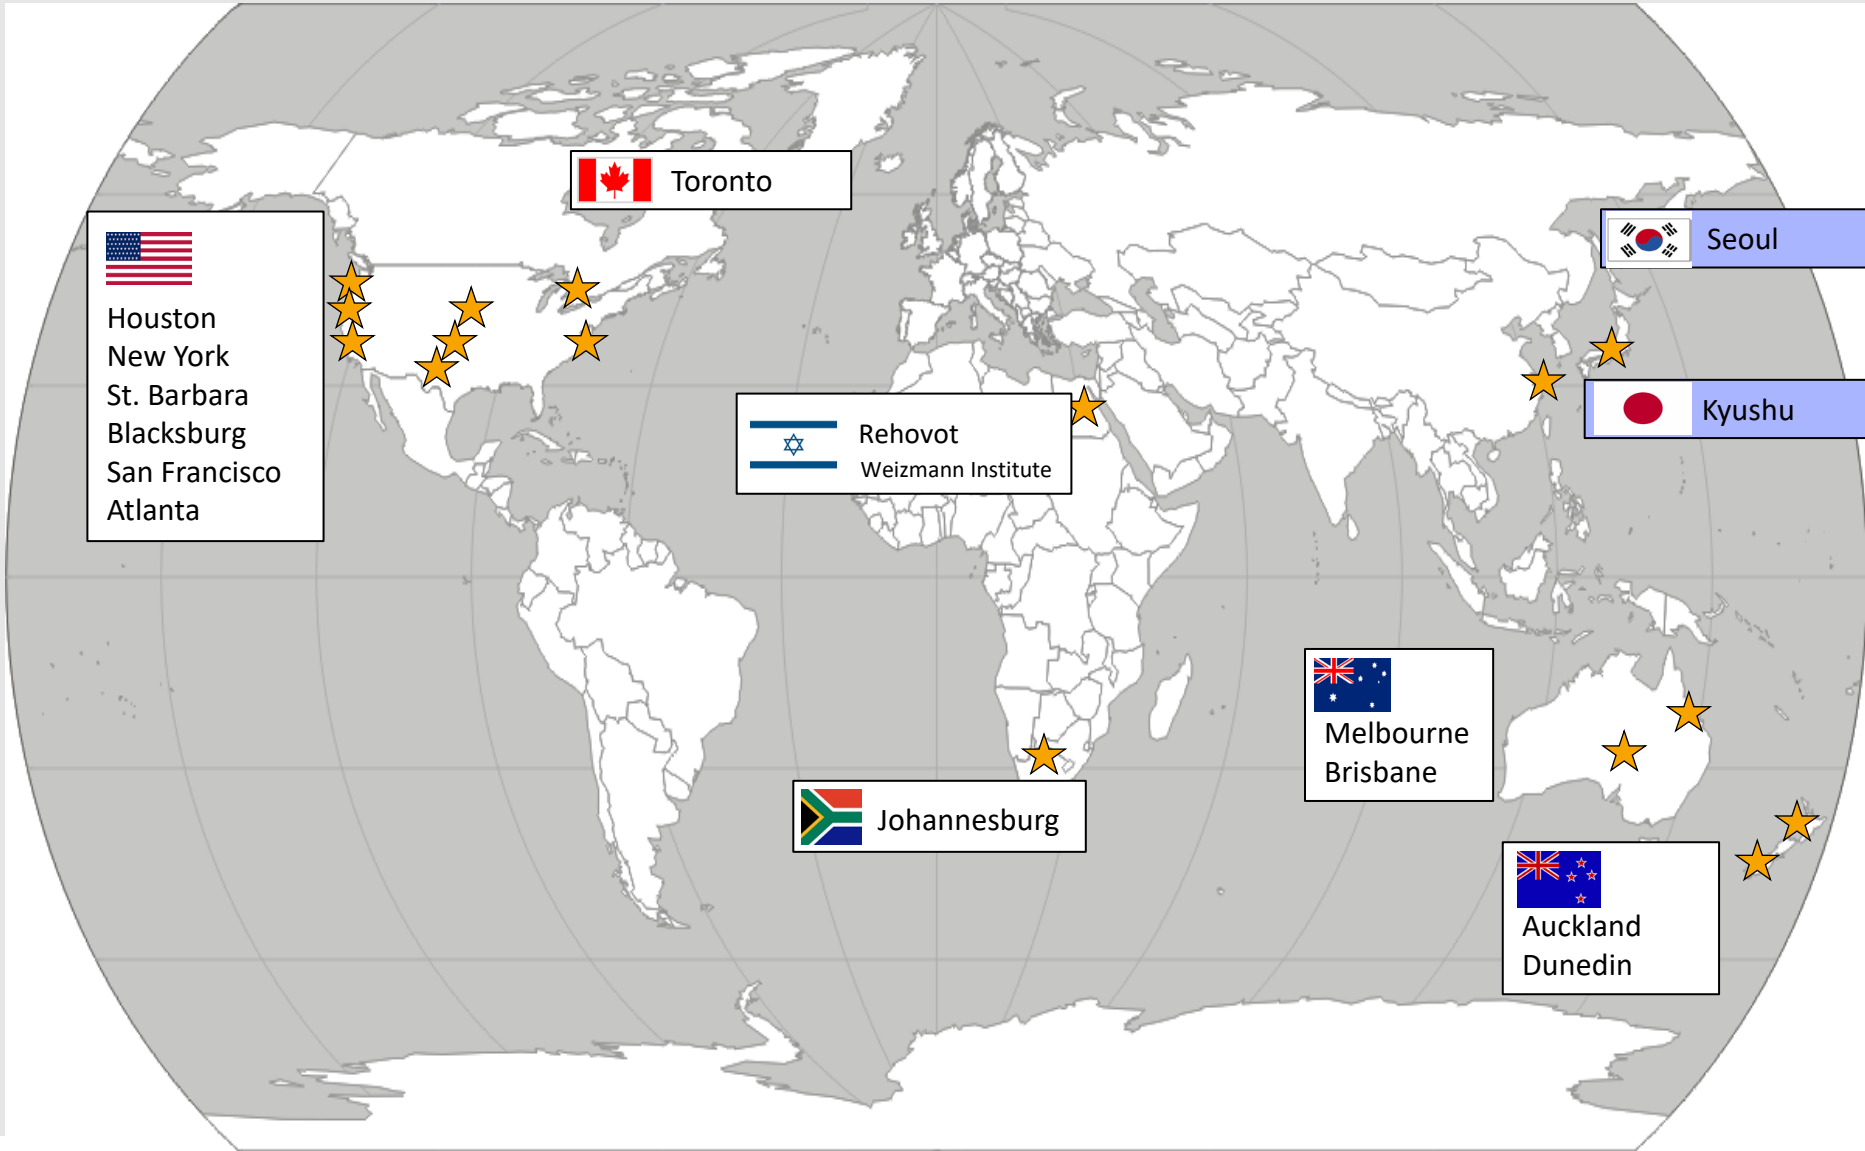 Toronto
Seoul
Houston
New York
St. Barbara
Blacksburg
San Francisco
Atlanta
Kyushu
Rehovot
Weizmann Institute
Melbourne
Brisbane
Johannesburg
Auckland
Dunedin